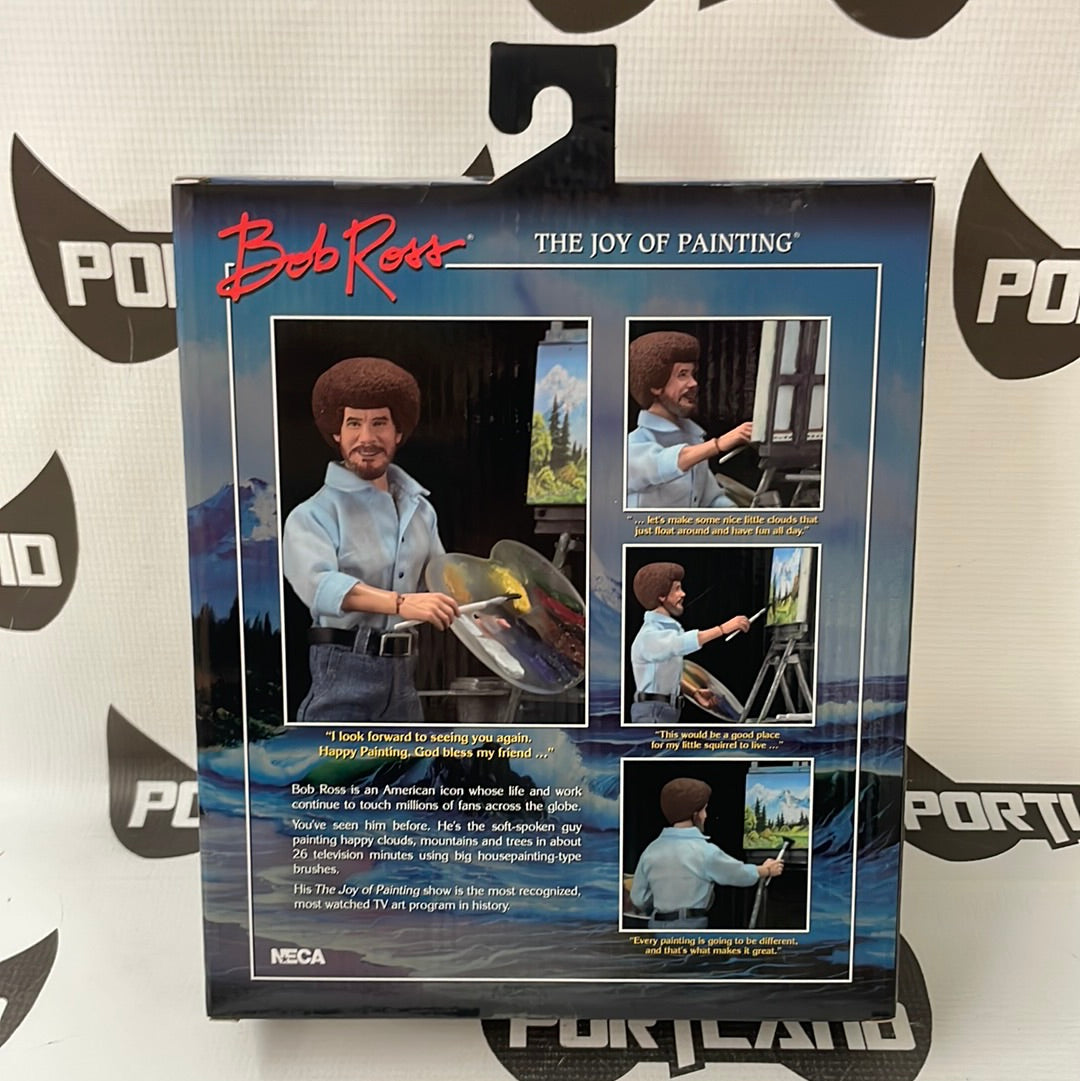 Bob Ross®
THE JOY OF PAINTING®
"I look forward to seeing you again.
Happy Painting, God bless my friend ..."
Bob Ross is an American icon whose life and work
continue to touch millions of fans across the globe.
You've seen him before. He's the soft-spoken guy
painting happy clouds, mountains and trees in about
26 television minutes using big housepainting-type
brushes.
His The Joy of Painting show is the most recognized,
most watched TV art program in history.
NECA
"... let's make some nice little clouds that
just float around and have fun all day."
"This would be a good place
for my little squirrel to live ..."
"Every painting is going to be different,
and that's what makes it great."
PO
PO
ND
PO
PORTL
PORTLAND